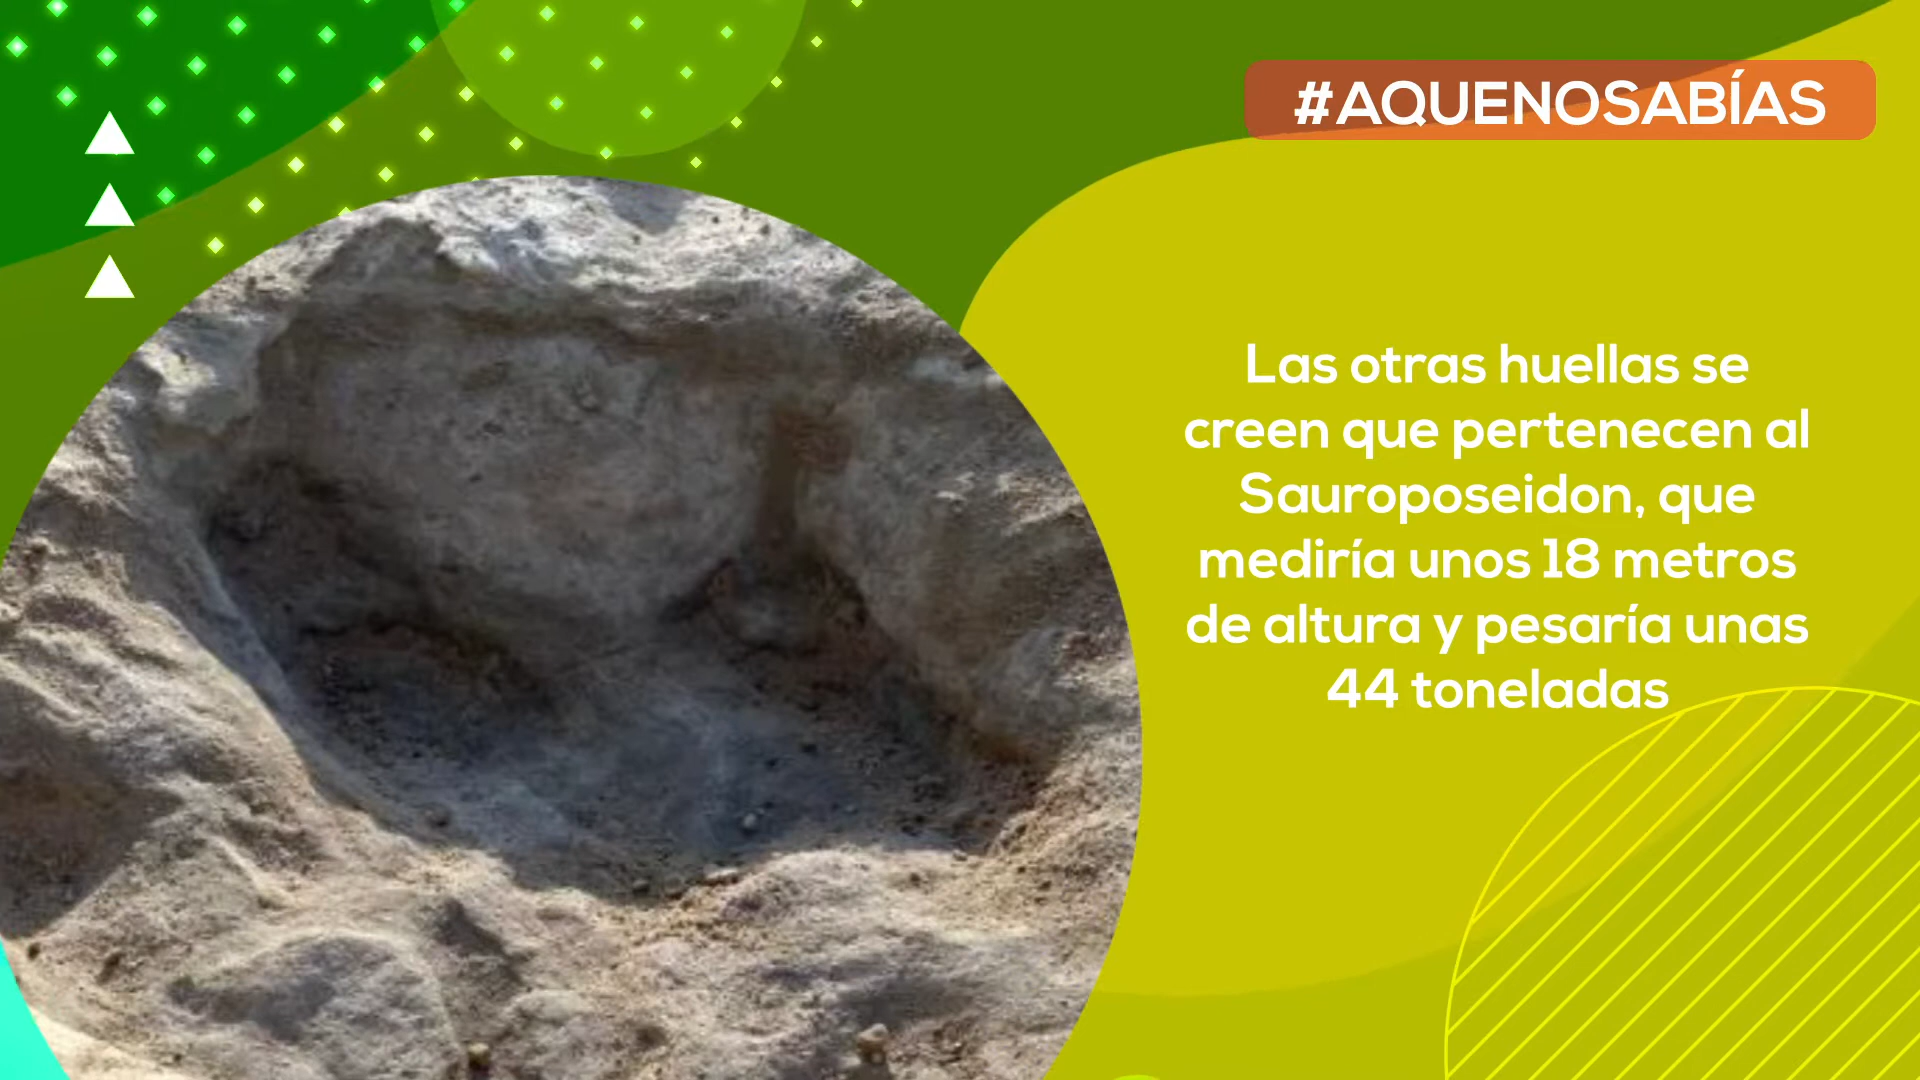 #AQUENOSABÍAS
Las otras huellas se
creen que pertenecen al
Sauroposeidon, que
mediría unos 18 metros
de altura y pesaría unas
44 toneladas